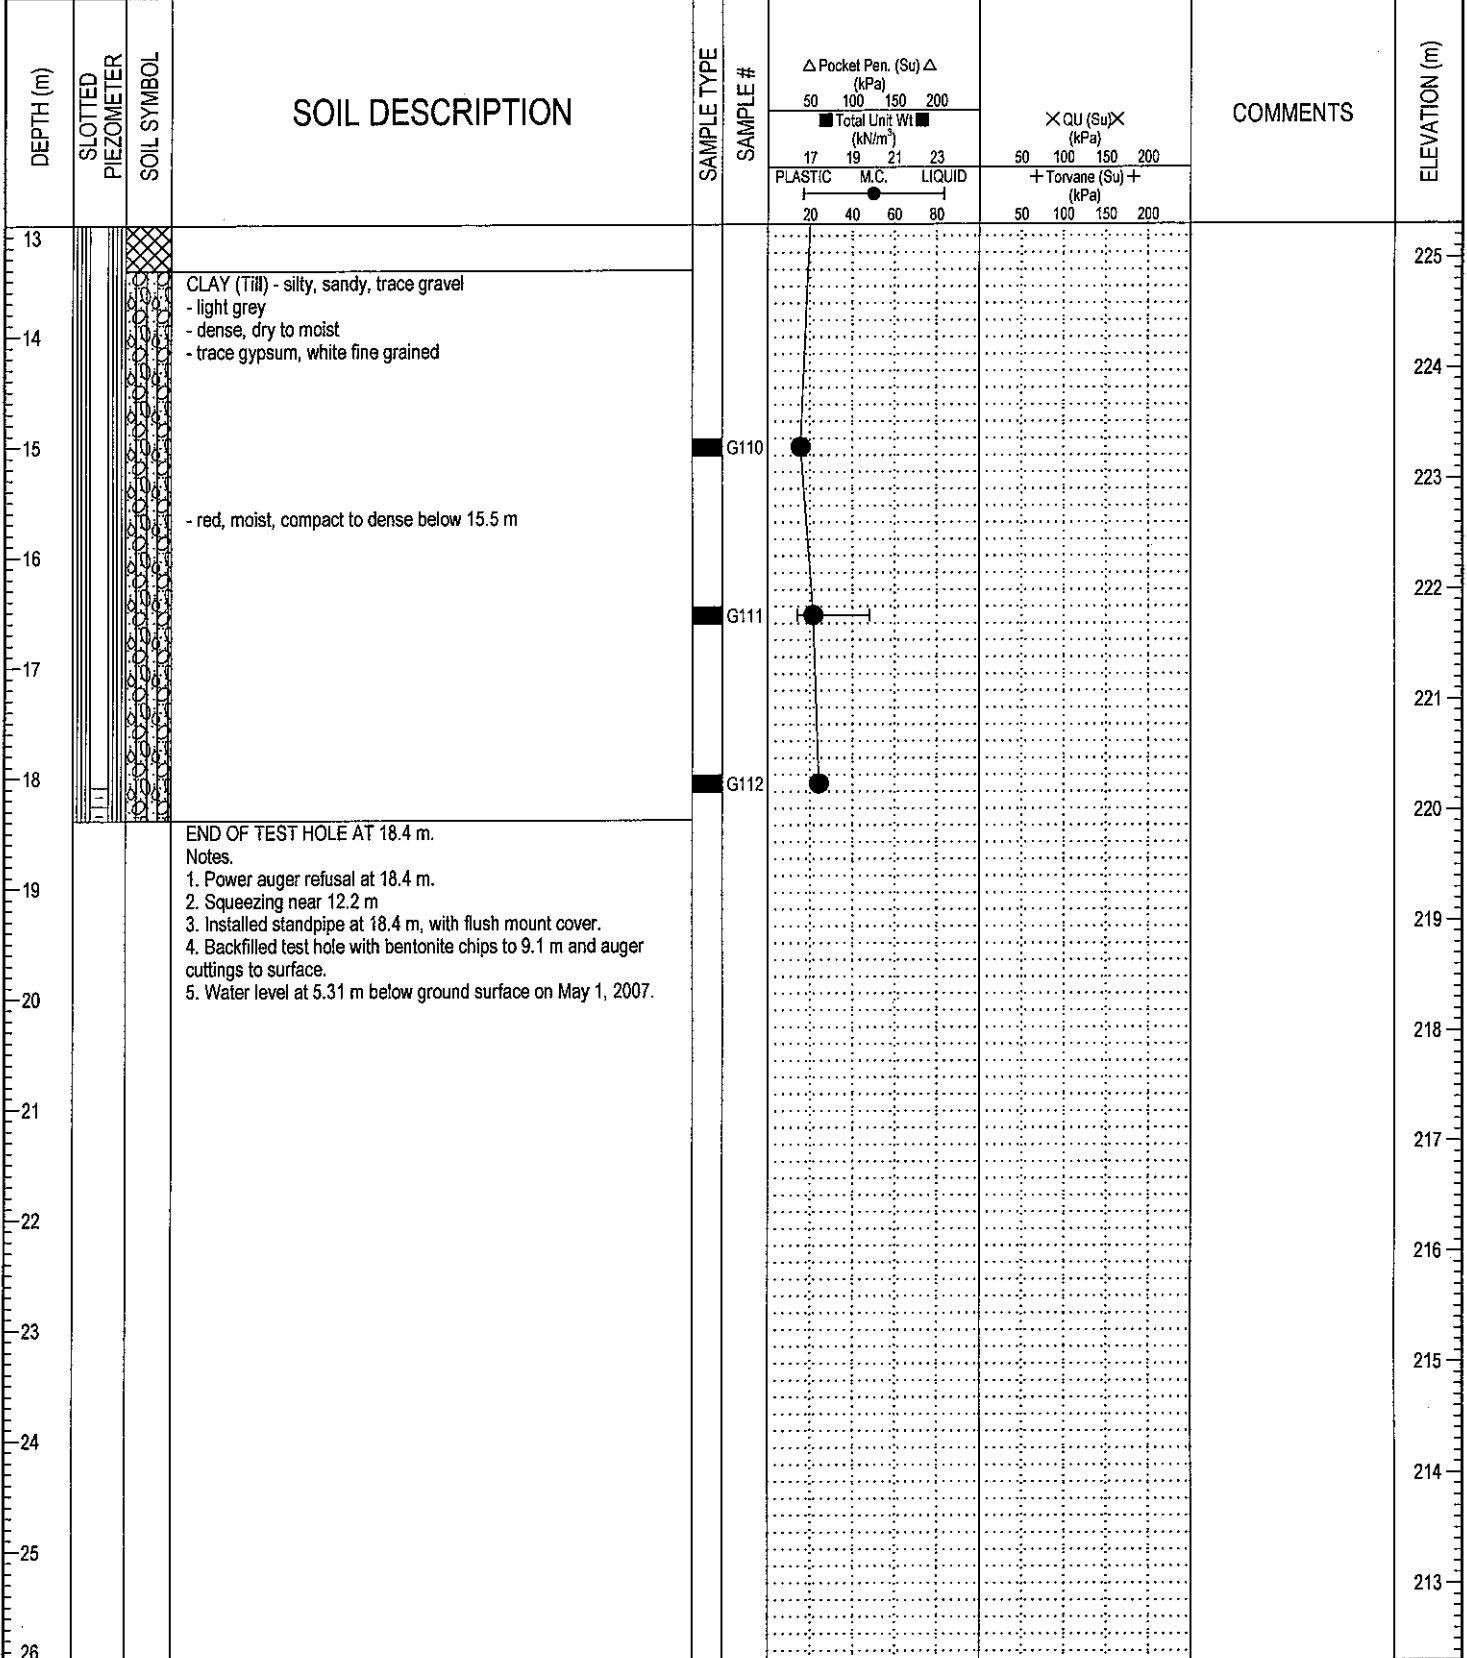 DEPTH (m)
SLOTTED
PIEZOMETER
SOIL SYMBOL
SOIL DESCRIPTION
SAMPLE TYPE
SAMPLE #
△ Pocket Pen. (Su) △
(kPa)
50 100 150 200
■ Total Unit Wt ■
(kN/m³)
17 19 21 23
PLASTIC M.C. LIQUID
20 40 60 80
✕ QU (Su) ✕
(kPa)
50 100 150 200
+ Torvane (Su) +
(kPa)
50 100 150 200
COMMENTS
ELEVATION (m)
13
225
CLAY (Till) - silty, sandy, trace gravel
- light grey
- dense, dry to moist
14
- trace gypsum, white fine grained
224
15
G110
223
- red, moist, compact to dense below 15.5 m
16
222
G111
17
221
18
G112
220
END OF TEST HOLE AT 18.4 m.
Notes.
1. Power auger refusal at 18.4 m.
19
2. Squeezing near 12.2 m
219
3. Installed standpipe at 18.4 m, with flush mount cover.
4. Backfilled test hole with bentonite chips to 9.1 m and auger
cuttings to surface.
5. Water level at 5.31 m below ground surface on May 1, 2007.
20
218
21
217
22
216
23
215
24
214
25
213
26